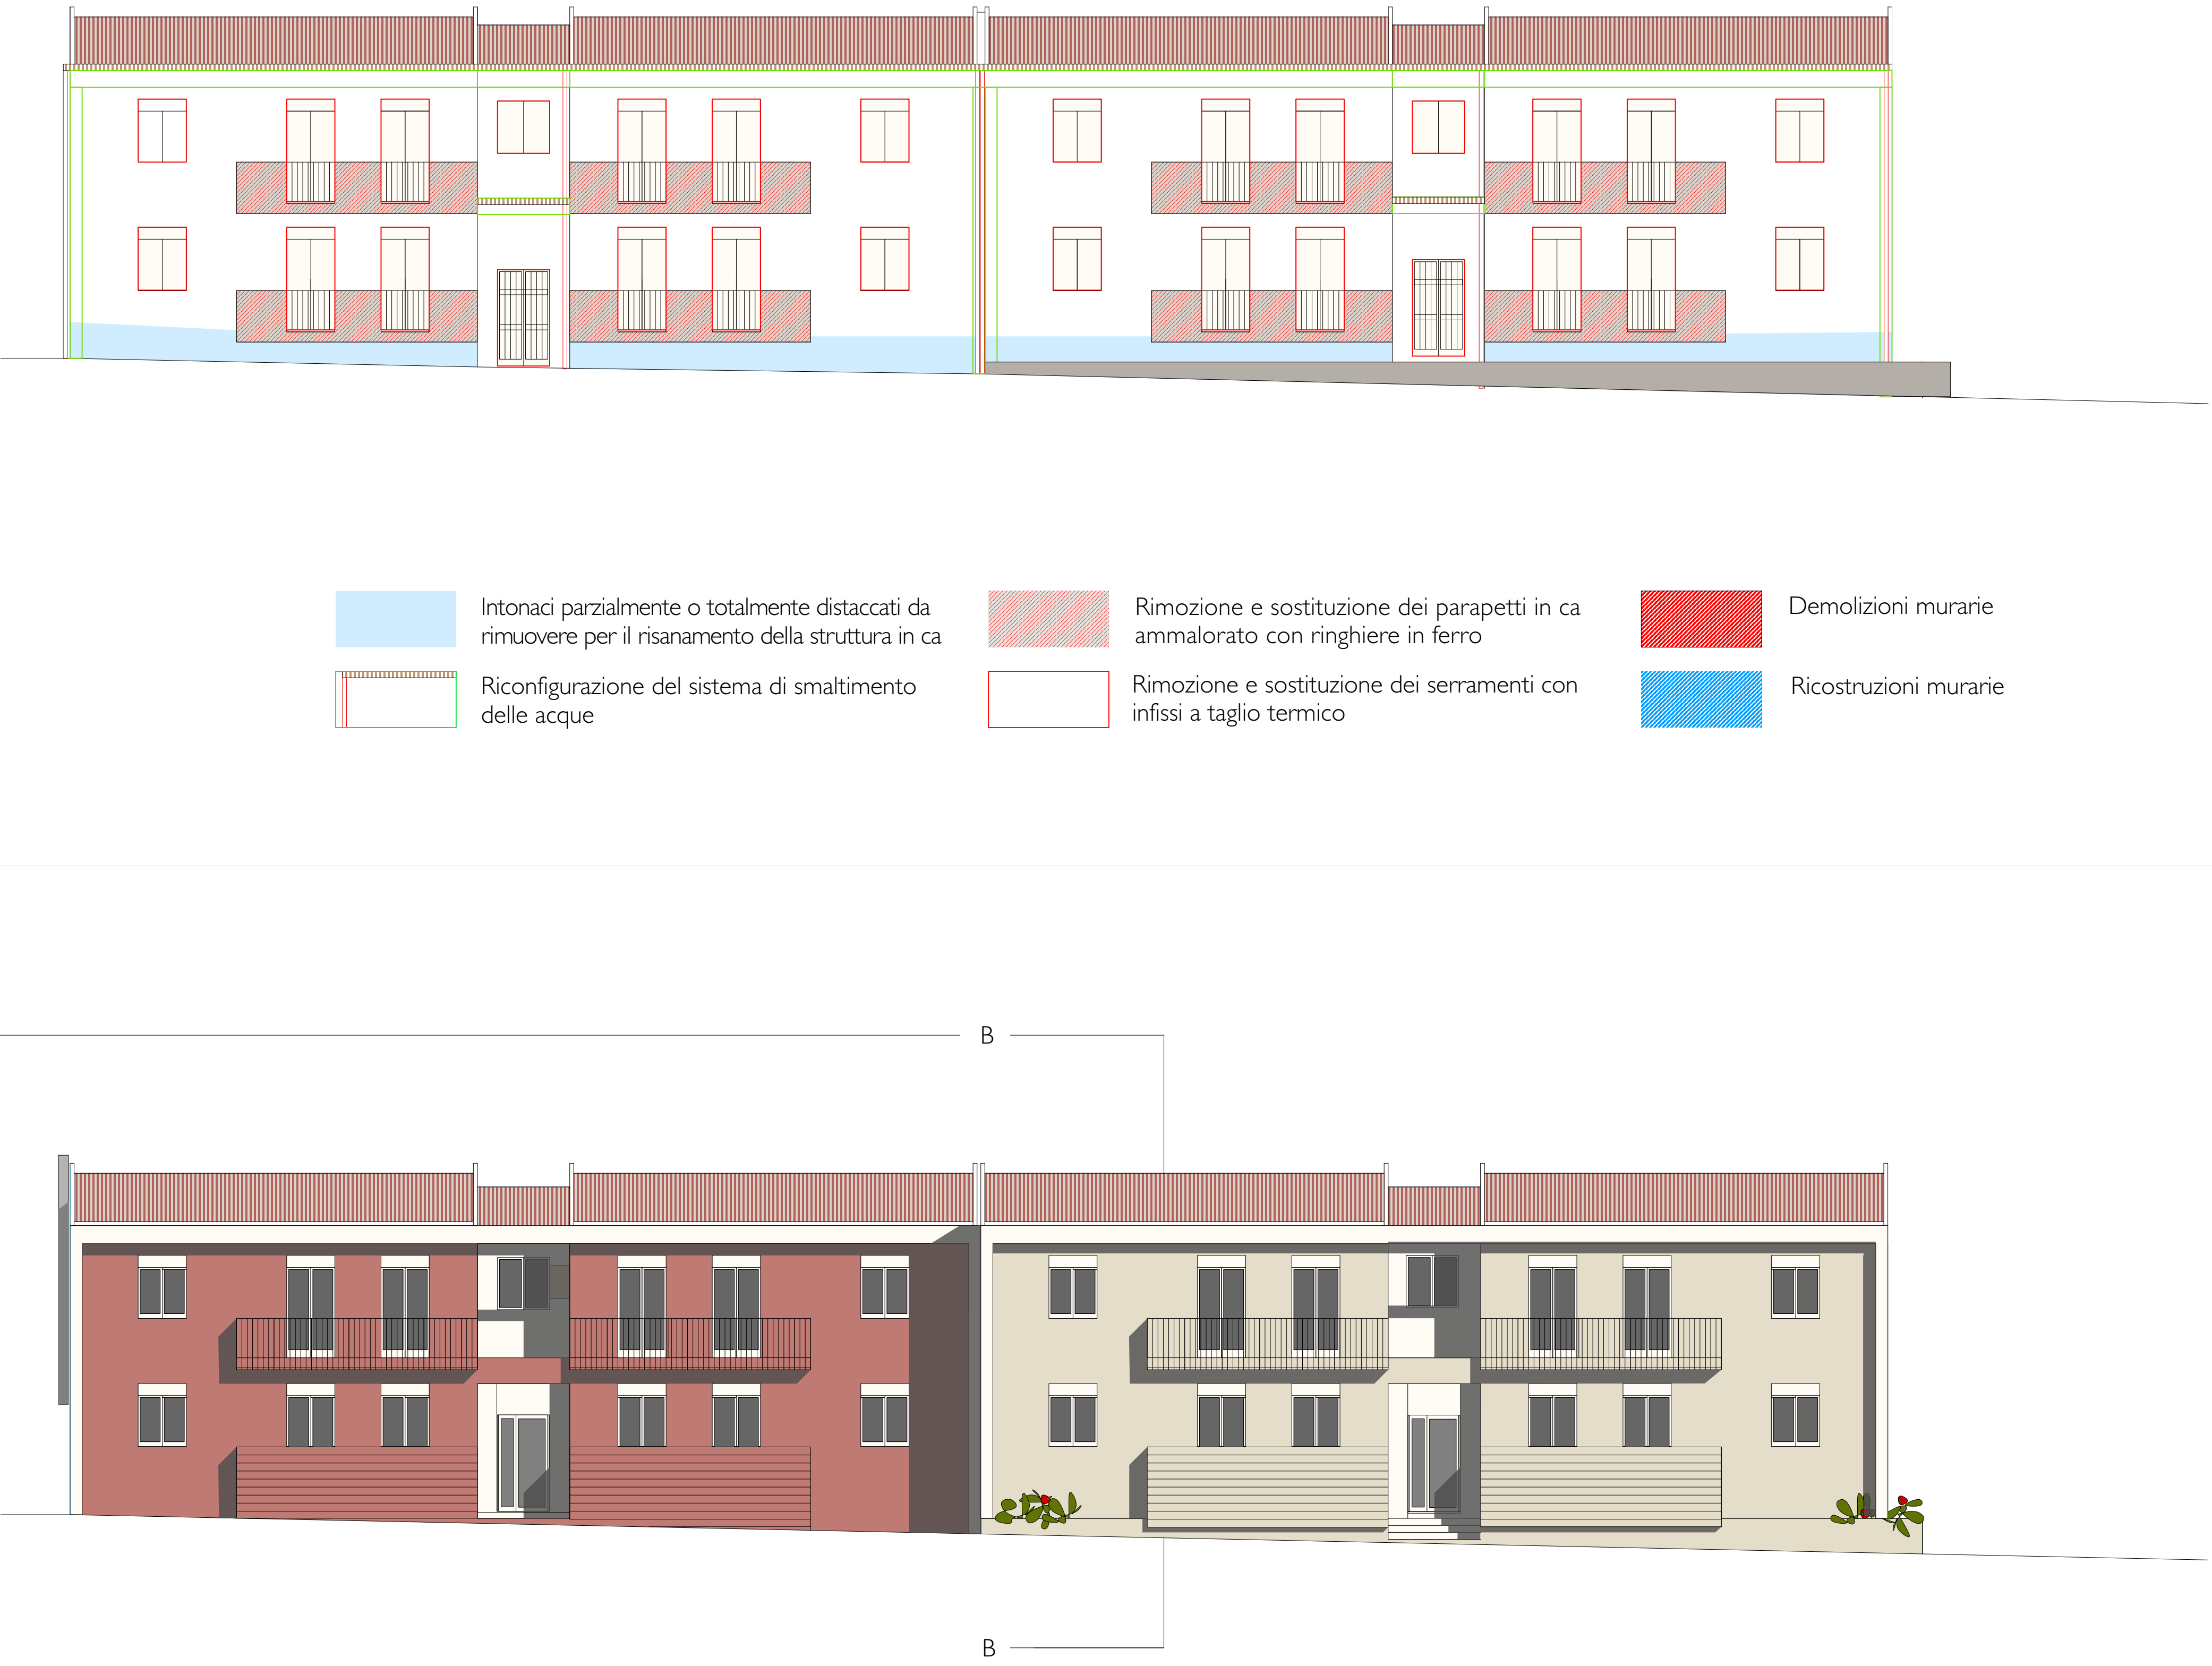 Intonaci parzialmente o totalmente distaccati da
rimuovere per il risanamento della struttura in ca
Riconfigurazione del sistema di smaltimento
delle acque
Rimozione e sostituzione dei parapetti in ca
ammalorato con ringhiere in ferro
Rimozione e sostituzione dei serramenti con
infissi a taglio termico
Demolizioni murarie
Ricostruzioni murarie
B
B